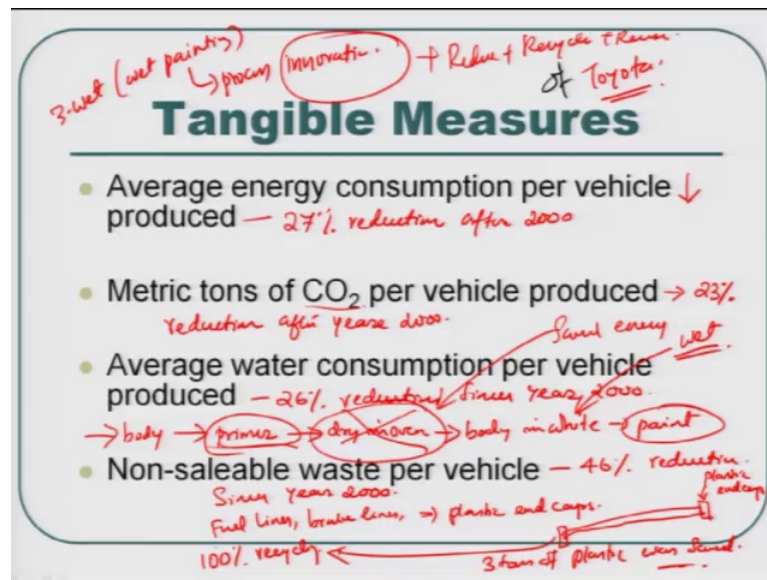 3-wet (wet painting)
↳ process innovation. + Reduce + Recycle + Reuse
of Toyota.
Tangible Measures
• Average energy consumption per vehicle ↓
produced — 27% reduction after 2000
• Metric tons of CO₂ per vehicle produced → 23%
reduction after year 2000.
Saved energy
wet
• Average water consumption per vehicle
produced — 26% reduction since year 2000.
→ body → primer → dry in oven → body in white → paint
• Non-saleable waste per vehicle — 46% reduction.
Since Year 2000.
plastic endcap
Fuel lines, brake lines, ⇒ plastic end caps.
100% recycle
3 tons of plastic was saved.